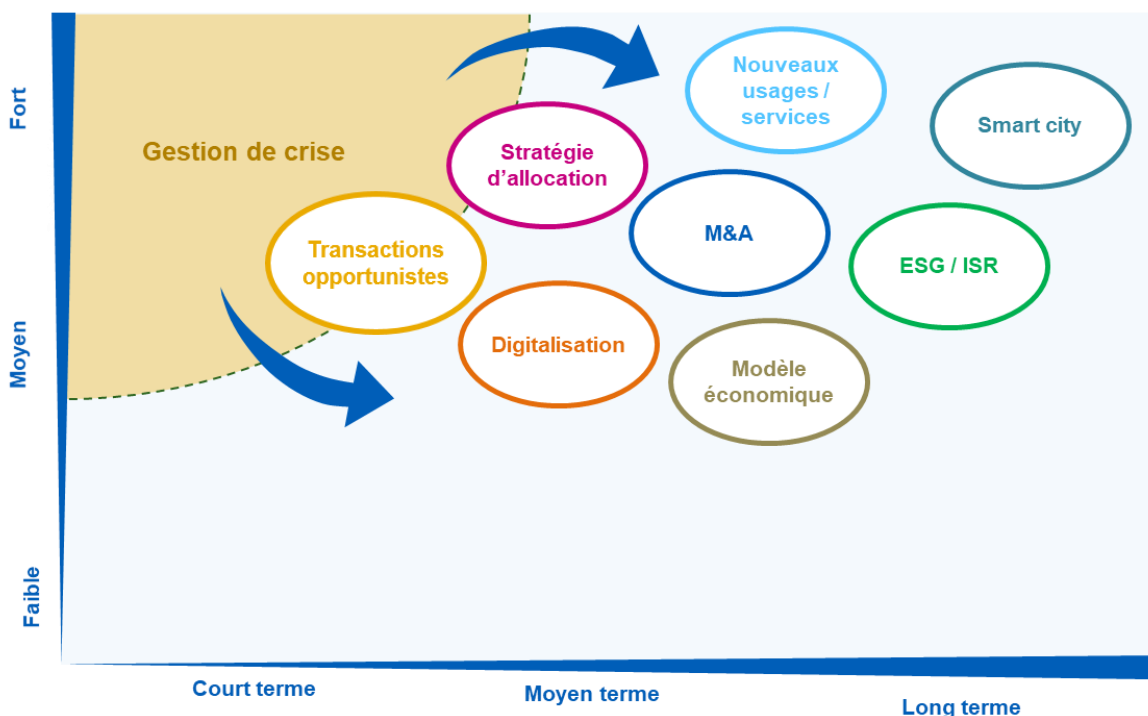 Fort
Moyen
Faible
Gestion de crise
Nouveaux
usages /
services
Smart city
Stratégie
d’allocation
M&A
Transactions
opportunistes
ESG / ISR
Digitalisation
Modèle
économique
Court terme
Moyen terme
Long terme